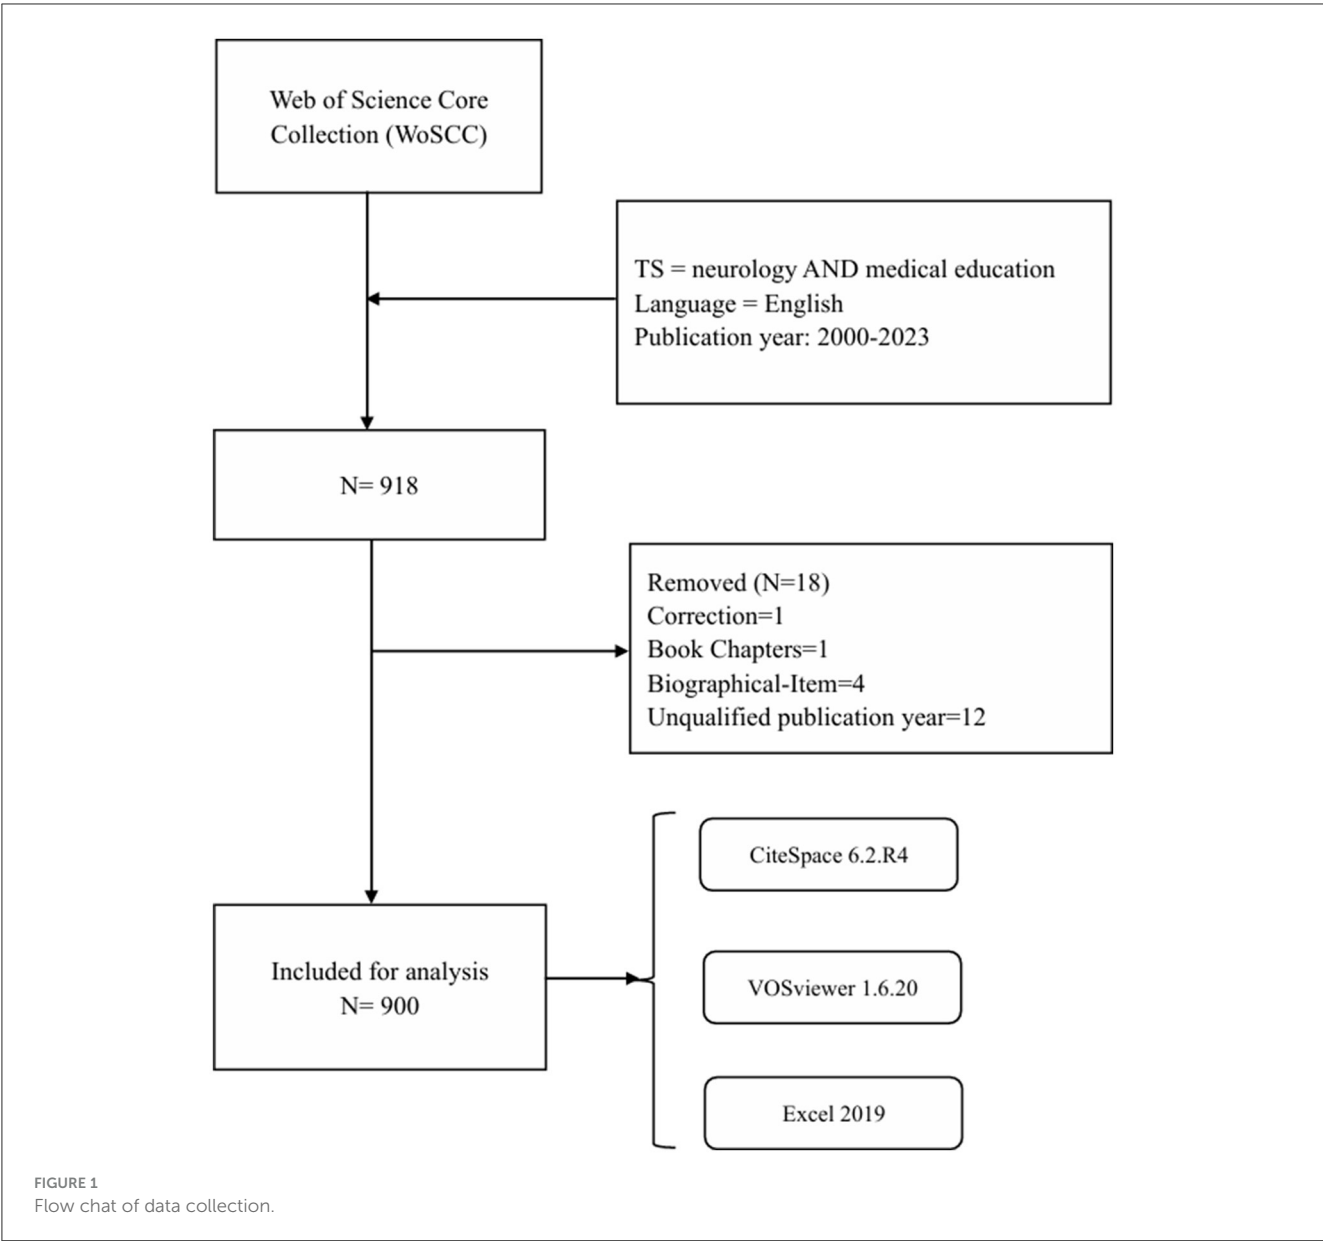 Web of Science Core
Collection (WoSCC)
TS = neurology AND medical education
Language = English
Publication year: 2000-2023
N= 918
Removed (N=18)
Correction=1
Book Chapters=1
Biographical-Item=4
Unqualified publication year=12
Included for analysis
N= 900
CiteSpace 6.2.R4
VOSviewer 1.6.20
Excel 2019
FIGURE 1
Flow chat of data collection.